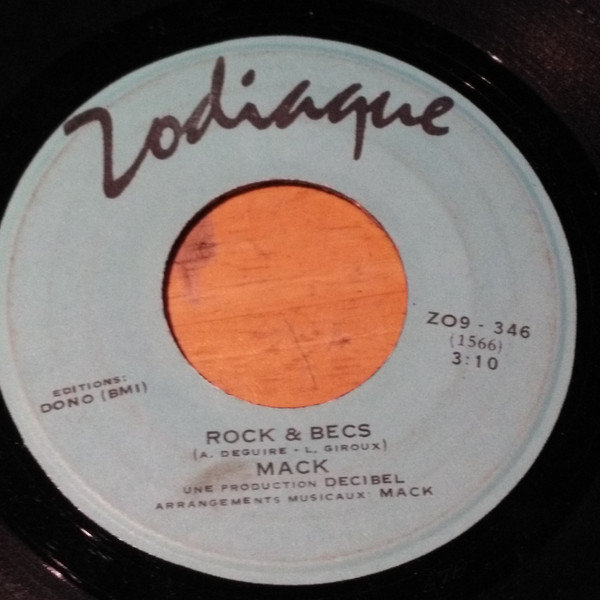 Zodiaque
ZO9 - 346
(1566)
3:10
EDITIONS:
DONO (BMI)
ROCK & BECS
(A. DEGUIRE - L. GIROUX)
MACK
UNE PRODUCTION DECIBEL
ARRANGEMENTS MUSICAUX: MACK